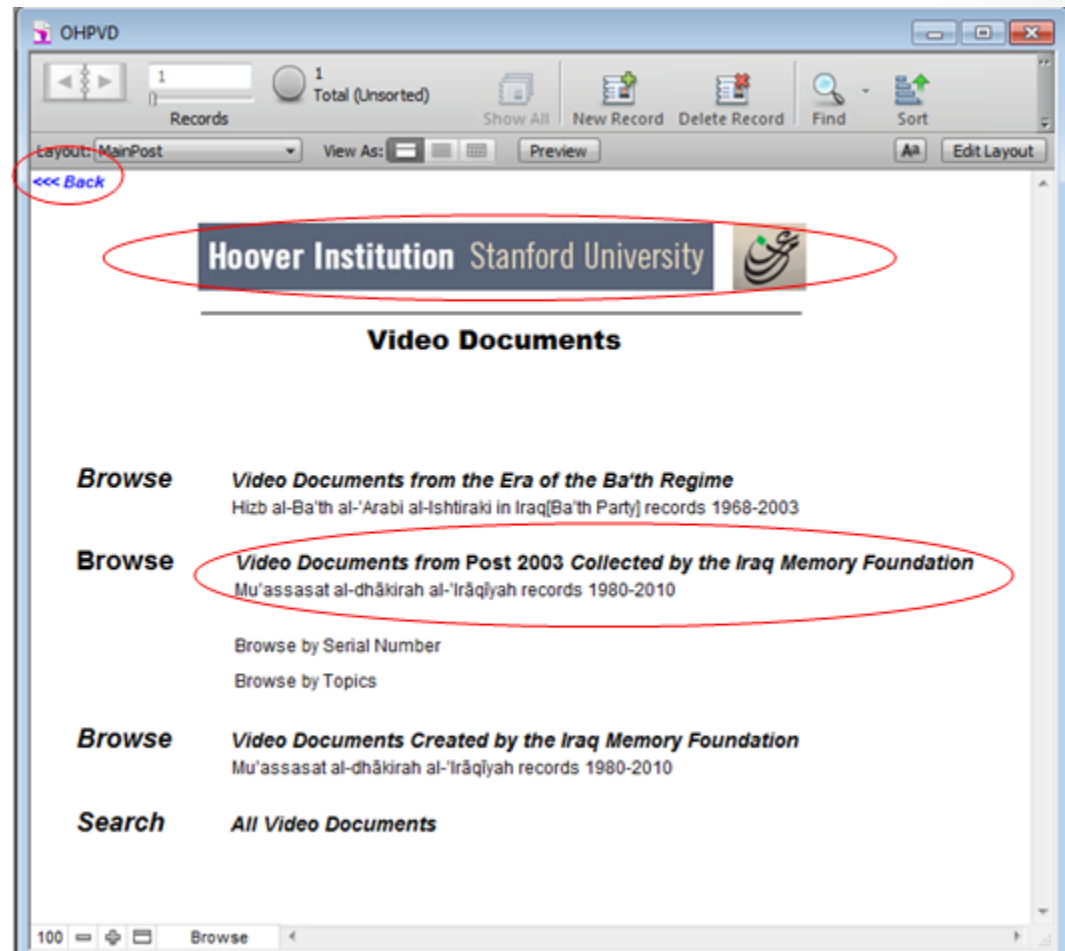 OHPVD
1
1
Total (Unsorted)
Records
Show All
New Record
Delete Record
Find
Sort
Layout: MainPost
View As:
Preview
Aa
Edit Layout
<<< Back
Hoover Institution Stanford University
Video Documents
Browse Video Documents from the Era of the Ba'th Regime
Hizb al-Ba'th al-'Arabi al-Ishtiraki in Iraq[Ba'th Party] records 1968-2003
Browse Video Documents from Post 2003 Collected by the Iraq Memory Foundation
Mu'assasat al-dhākirah al-'Irāqīyah records 1980-2010
Browse by Serial Number
Browse by Topics
Browse Video Documents Created by the Iraq Memory Foundation
Mu'assasat al-dhākirah al-'Irāqīyah records 1980-2010
Search All Video Documents
100 Browse